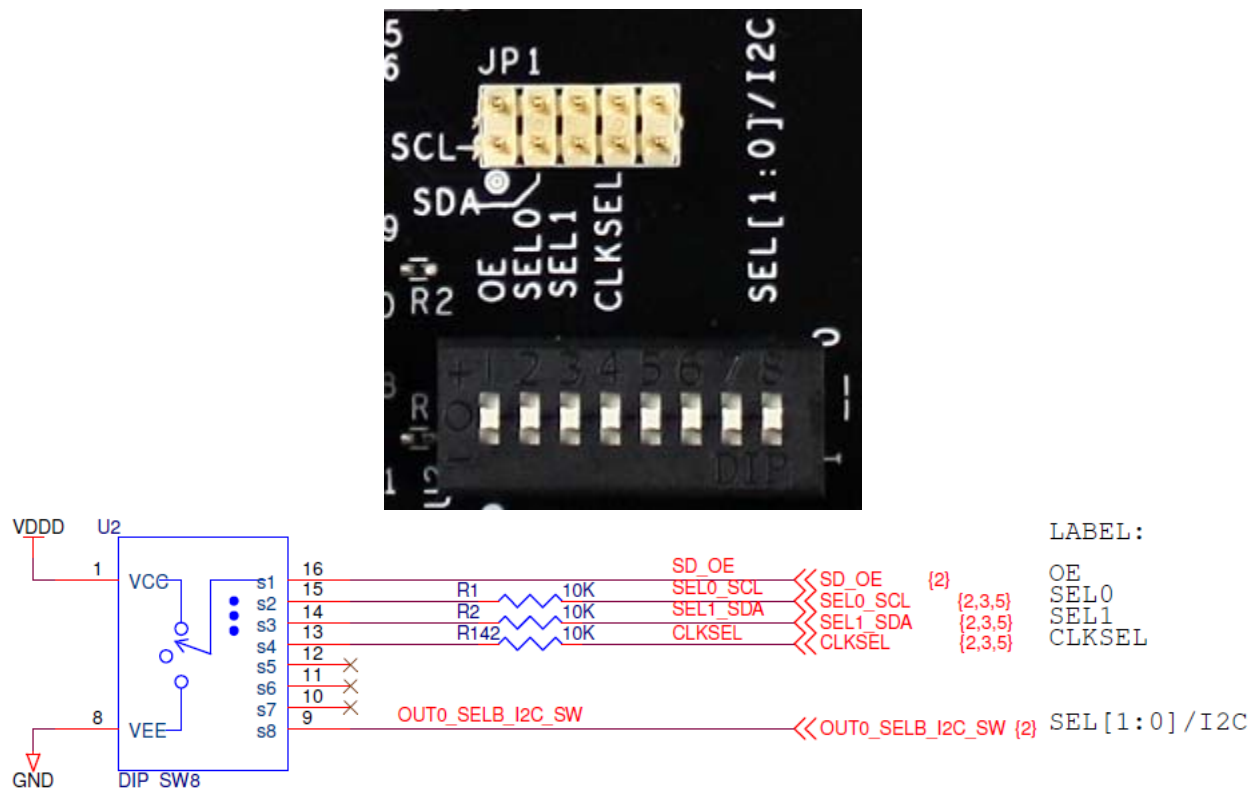 5
6
JP1
SEL[1:0]/I2C
SCL
SDA
9
OE
SEL0
SEL1
CLKSEL
R2
+ 1 2 3 4 5 6 7 8
O
-
R
DIP
0
1
VDDD
U2
LABEL:
1
VCC
s1
16
SD_OE
SD_OE
{2}
OE
s2
15
R1
10K
SEL0_SCL
SEL0_SCL
{2,3,5}
SEL0
s3
14
R2
10K
SEL1_SDA
SEL1_SDA
{2,3,5}
SEL1
s4
13
R142
10K
CLKSEL
CLKSEL
{2,3,5}
CLKSEL
s5
12
s6
11
s7
10
8
VEE
s8
9
OUT0_SELB_I2C_SW
OUT0_SELB_I2C_SW {2}
SEL[1:0]/I2C
GND
DIP SW8